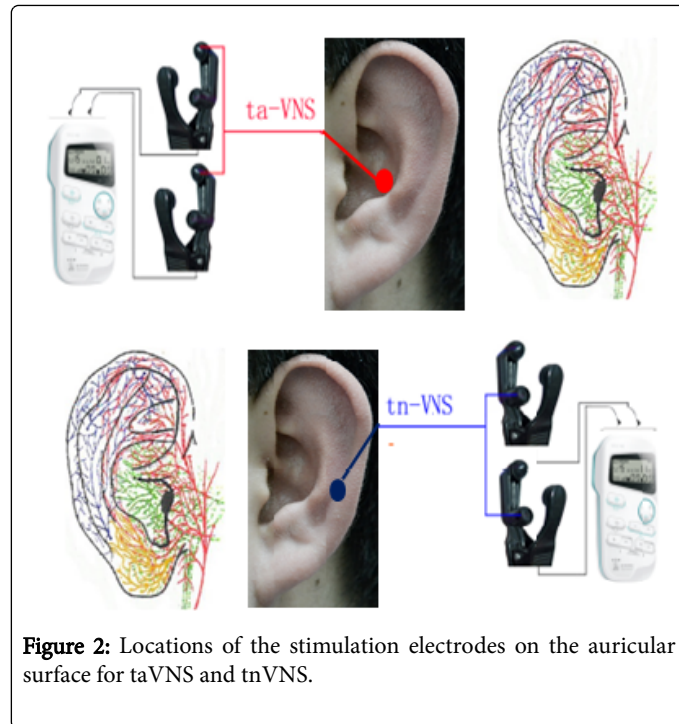 ta-VNS
tn-VNS
Figure 2: Locations of the stimulation electrodes on the auricular
surface for taVNS and tnVNS.